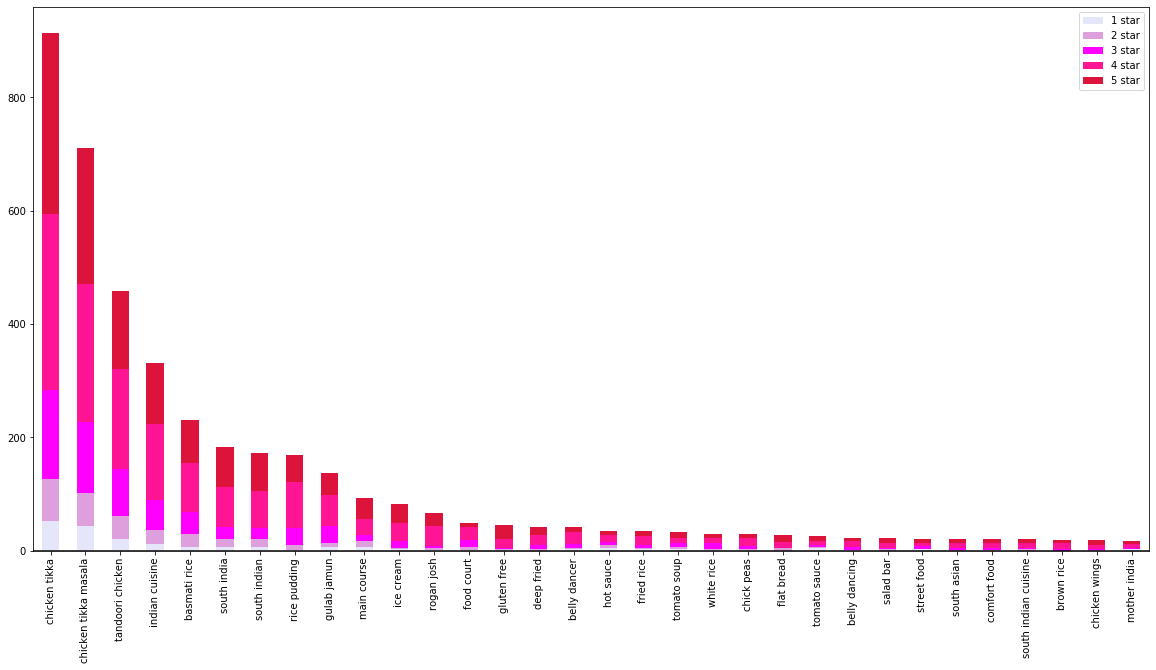 1 star
2 star
3 star
4 star
5 star
800
600
400
200
0
chicken tikka
chicken tikka masala
tandoori chicken
indian cuisine
basmati rice
south india
south indian
rice pudding
gulab jamun
main course
ice cream
rogan josh
food court
gluten free
deep fried
belly dancer
hot sauce
fried rice
tomato soup
white rice
chick peas
flat bread
tomato sauce
belly dancing
salad bar
street food
south asian
comfort food
south indian cuisine
brown rice
chicken wings
mother india